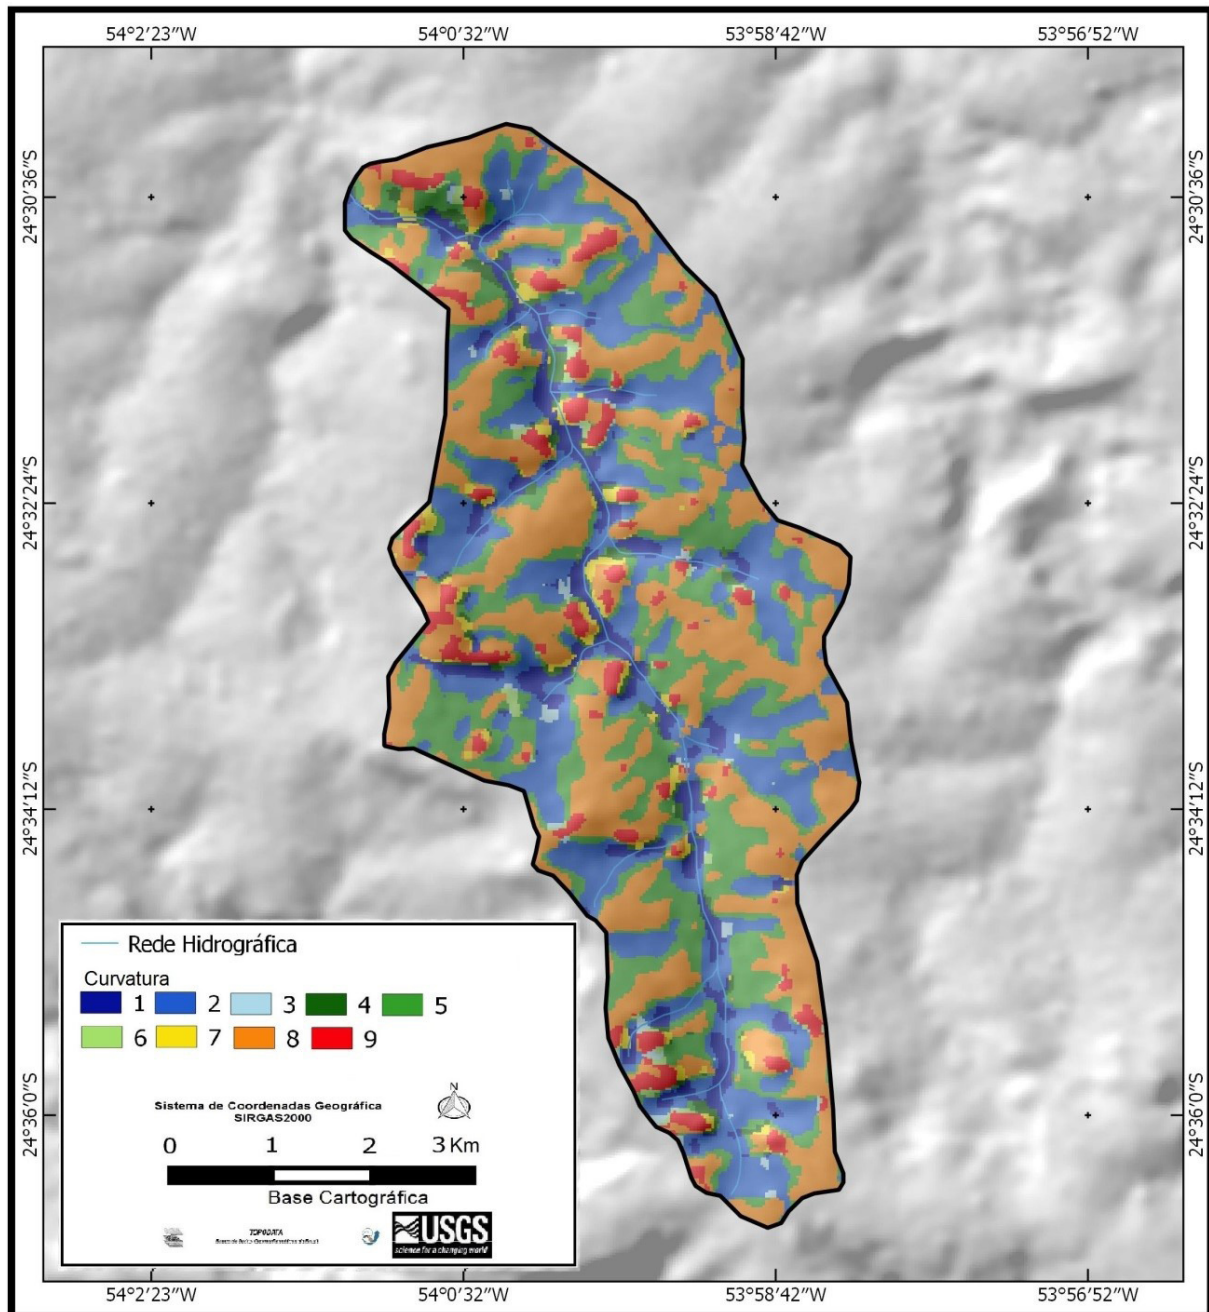 54°2′23″W 54°0′32″W 53°58′42″W 53°56′52″W
24°30′36″S 24°30′36″S
24°32′24″S 24°32′24″S
24°34′12″S 24°34′12″S
24°36′0″S 24°36′0″S
Rede Hidrográfica
Curvatura
1 2 3 4 5
6 7 8 9
N
Sistema de Coordenadas Geográfica
SIRGAS2000
0 1 2 3 Km
Base Cartográfica
TOPODATA
USGS
science for a changing world
54°2′23″W 54°0′32″W 53°58′42″W 53°56′52″W